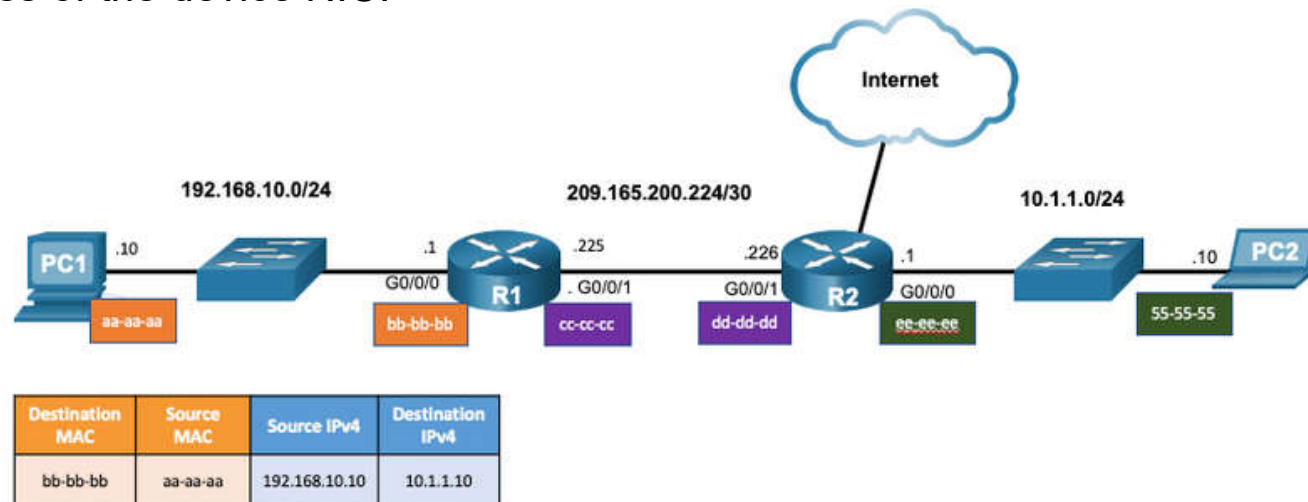 Internet
192.168.10.0/24
209.165.200.224/30
10.1.1.0/24
PC1
.10
.1
G0/0/0
R1
.225
. G0/0/1
.226
G0/0/1
R2
.1
G0/0/0
.10
PC2
aa-aa-aa
bb-bb-bb
cc-cc-cc
dd-dd-dd
ee-ee-ee
55-55-55
Destination MAC
Source MAC
Source IPv4
Destination IPv4
bb-bb-bb
aa-aa-aa
192.168.10.10
10.1.1.10